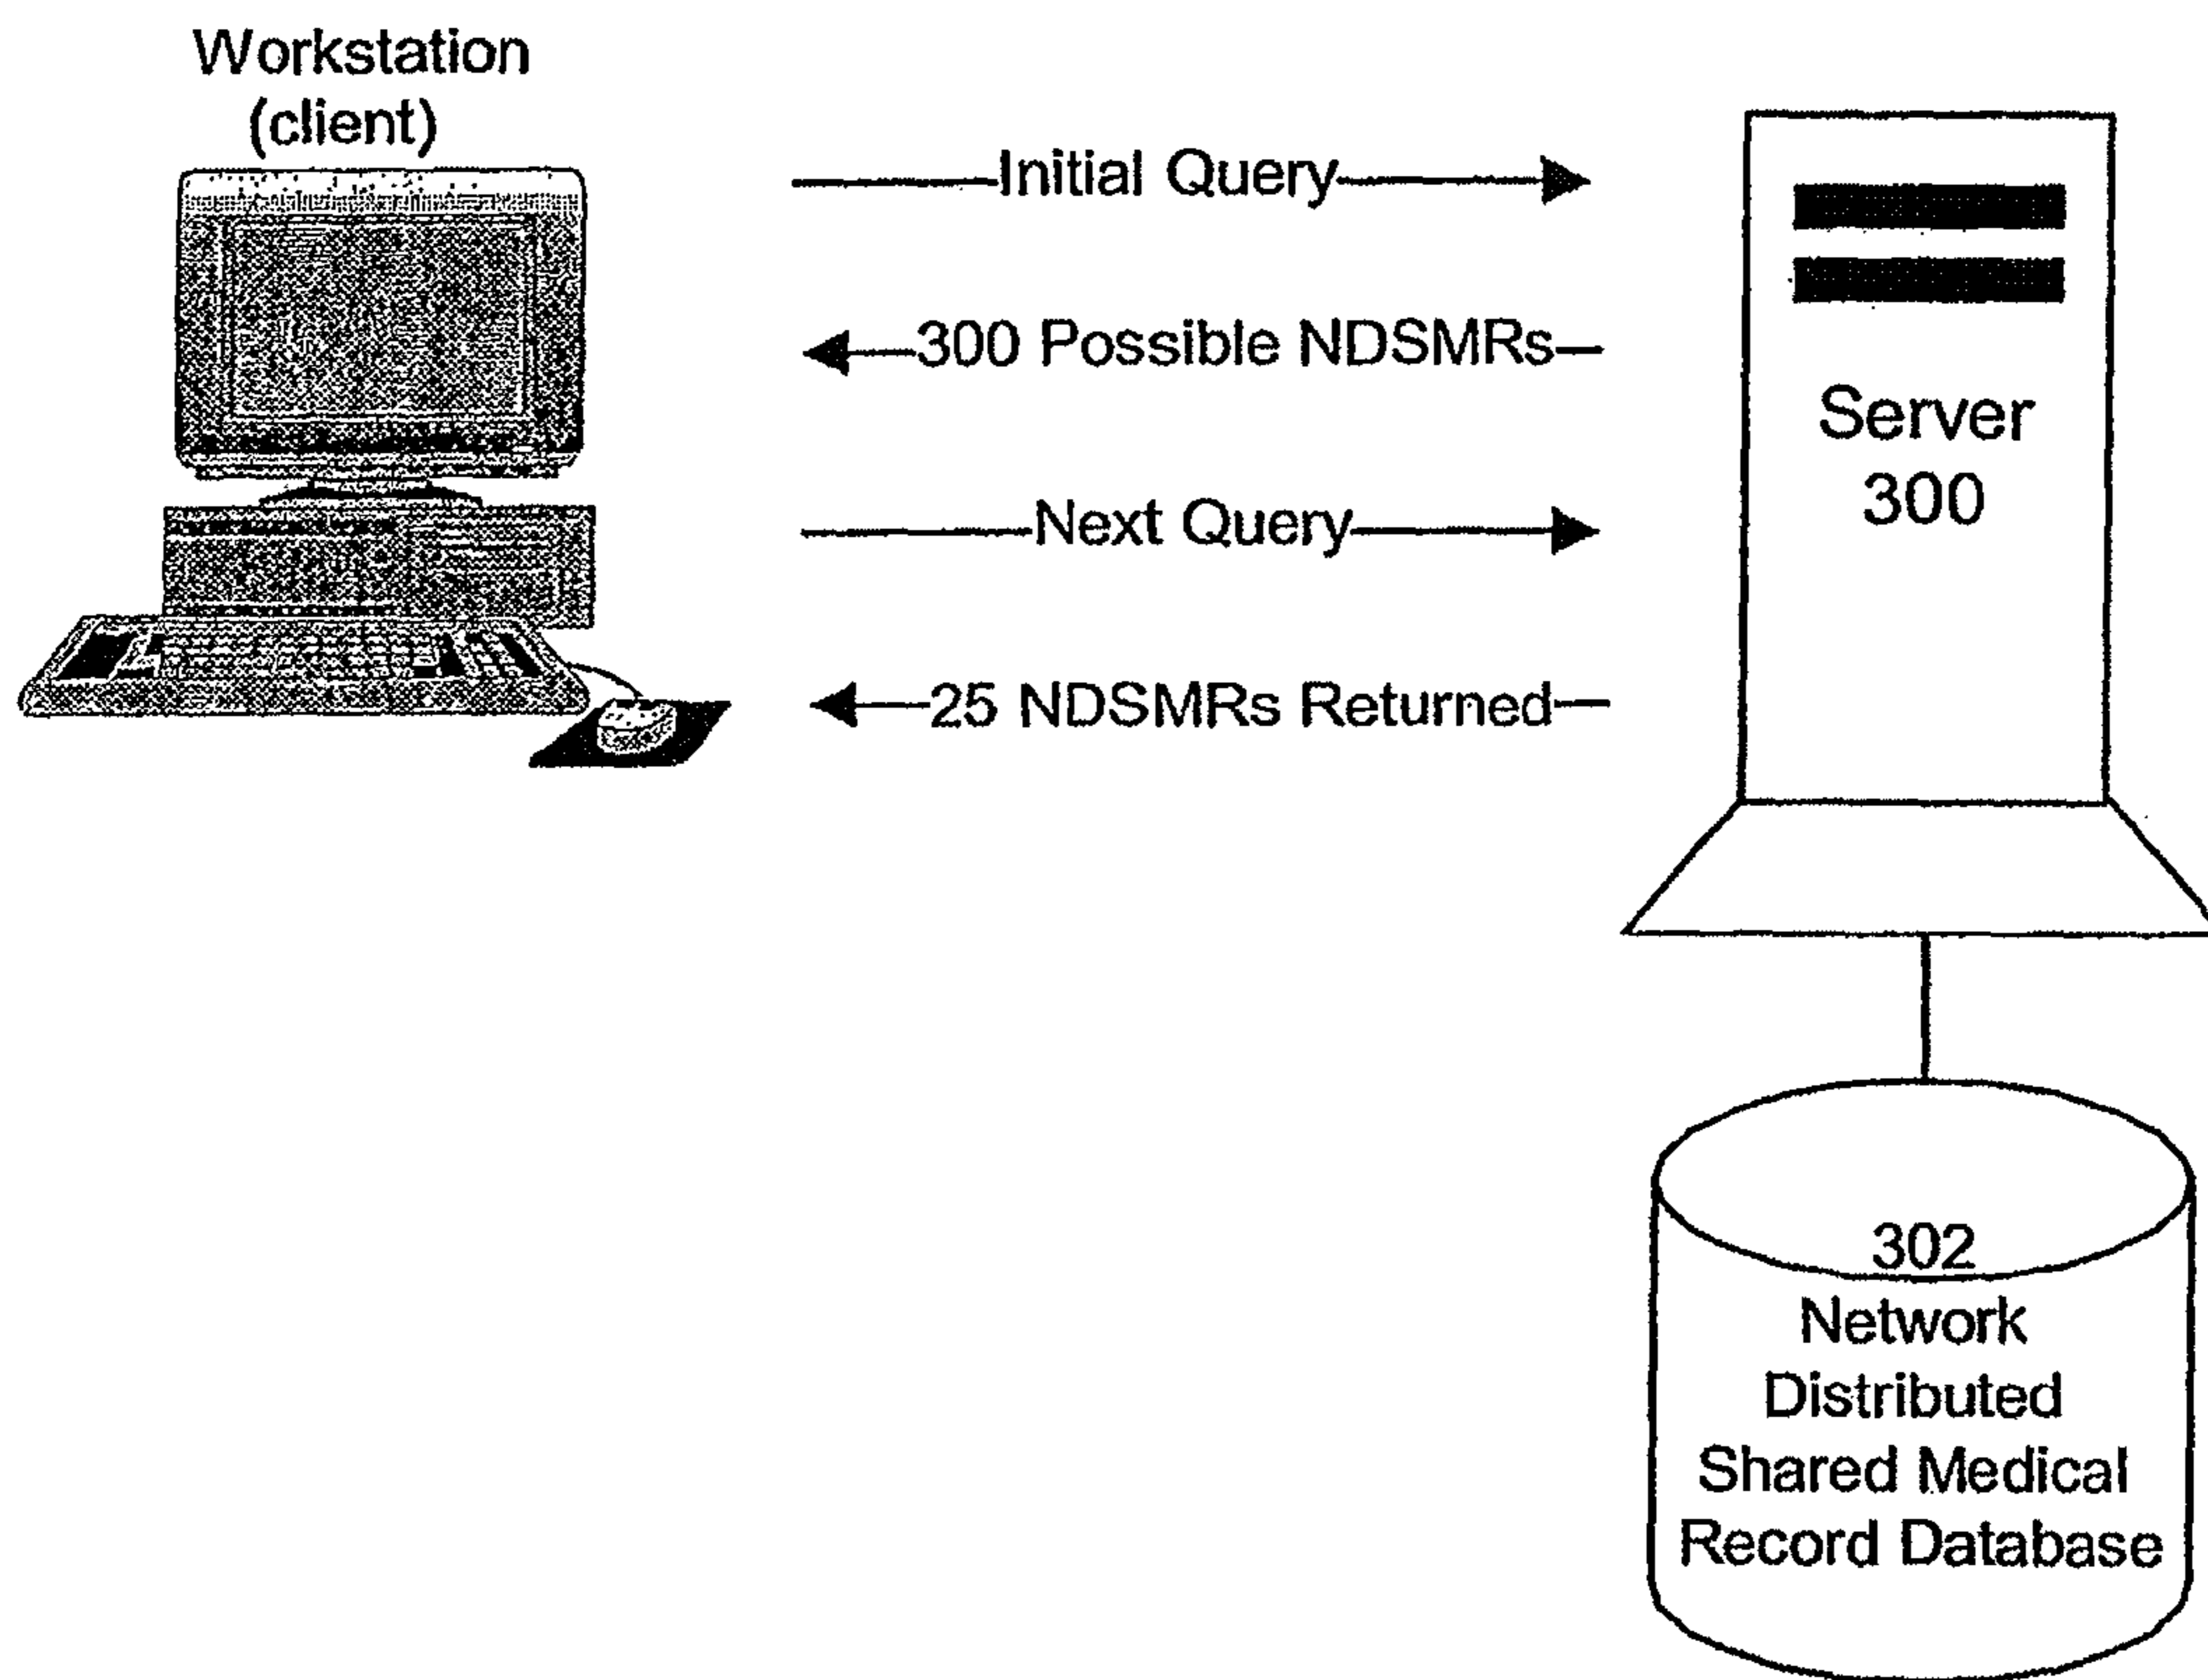 Workstation
(client)
Initial Query
300 Possible NDSMRs
Next Query
25 NDSMRs Returned
Server
300
302
Network
Distributed
Shared Medical
Record Database